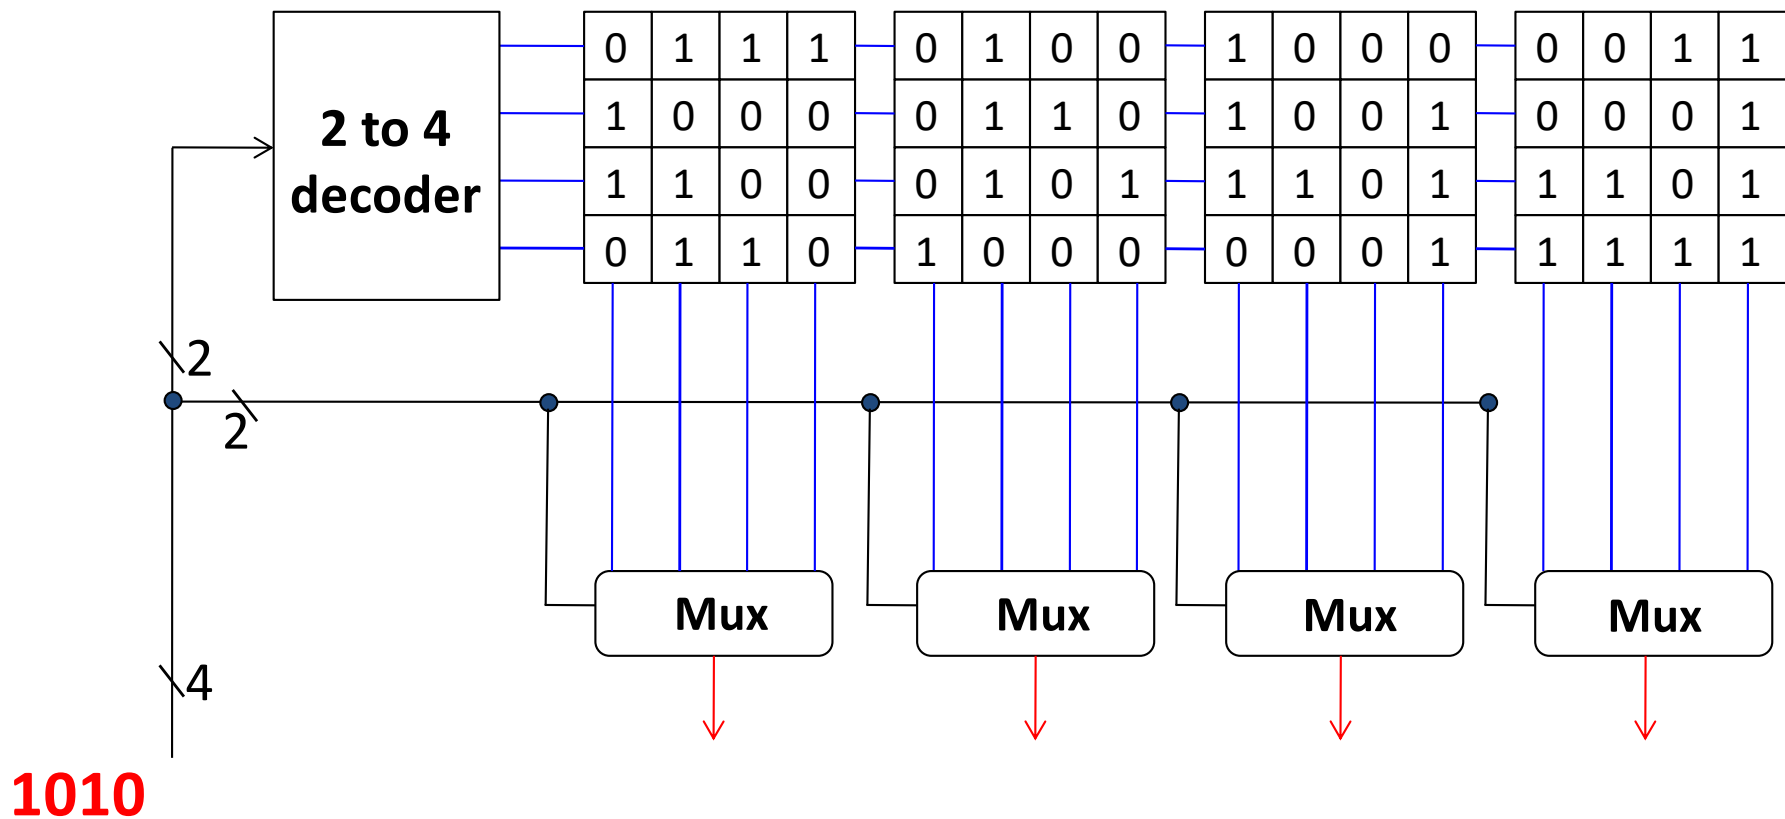 2 to 4
decoder
0 1 1 1 0 1 0 0 1 0 0 0 0 0 1 1
1 0 0 0 0 1 1 0 1 0 0 1 0 0 0 1
1 1 0 0 0 1 0 1 1 1 0 1 1 1 0 1
0 1 1 0 1 0 0 0 0 0 0 1 1 1 1 1
2
2
Mux Mux Mux Mux
4
1010